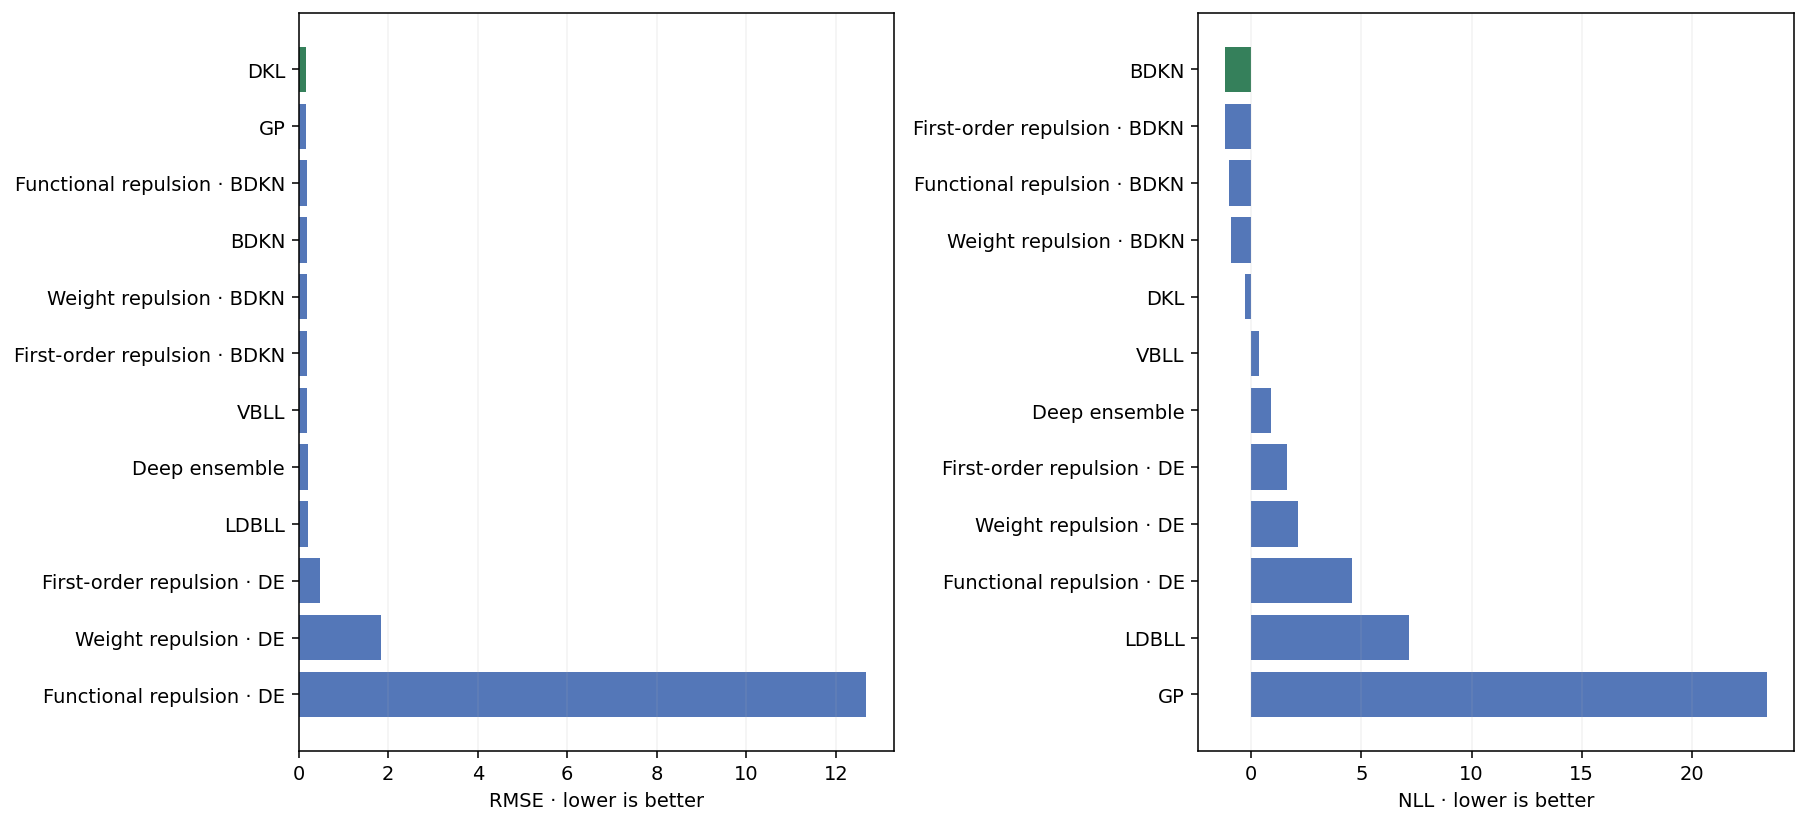 DKL
GP
Functional repulsion · BDKN
BDKN
Weight repulsion · BDKN
First-order repulsion · BDKN
VBLL
Deep ensemble
LDBLL
First-order repulsion · DE
Weight repulsion · DE
Functional repulsion · DE
0 2 4 6 8 10 12
RMSE · lower is better
BDKN
First-order repulsion · BDKN
Functional repulsion · BDKN
Weight repulsion · BDKN
DKL
VBLL
Deep ensemble
First-order repulsion · DE
Weight repulsion · DE
Functional repulsion · DE
LDBLL
GP
0 5 10 15 20
NLL · lower is better